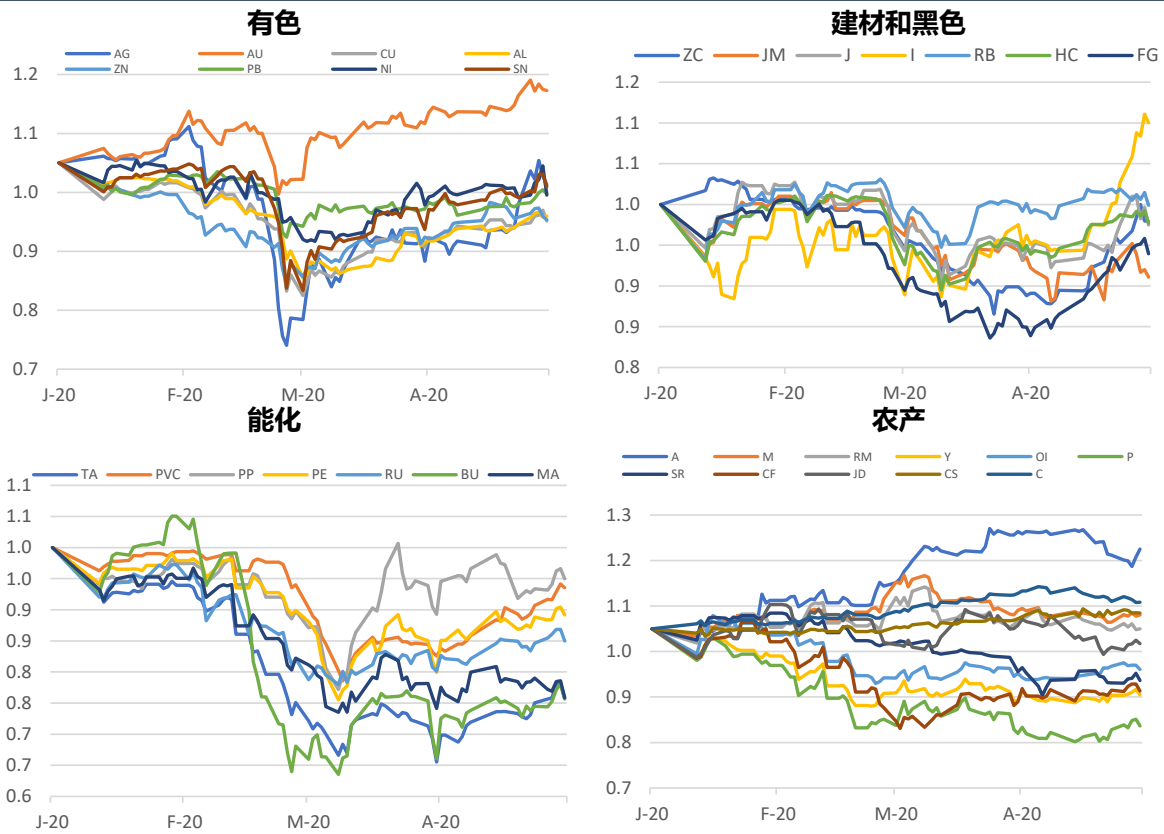 有色
AG AU CU AL
ZN PB NI SN
1.2
1.1
1.0
0.9
0.8
0.7
J-20 F-20 M-20 A-20
建材和黑色
ZC JM J I RB HC FG
1.2
1.1
1.1
1.0
1.0
0.9
0.9
0.8
J-20 F-20 M-20 A-20
能化
TA PVC PP PE RU BU MA
1.1
1.1
1.0
1.0
0.9
0.9
0.8
0.8
0.7
0.7
0.6
J-20 F-20 M-20 A-20
农产
A M RM Y OI P
SR CF JD CS C
1.3
1.2
1.1
1.0
0.9
0.8
0.7
J-20 F-20 M-20 A-20